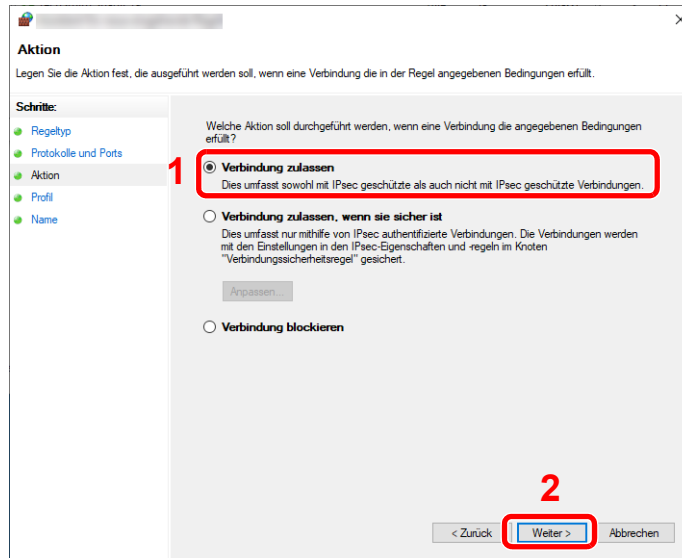 Aktion
Legen Sie die Aktion fest, die ausgeführt werden soll, wenn eine Verbindung die in der Regel angegebenen Bedingungen erfüllt.
Schritte:
Regeltyp
Protokolle und Ports
Aktion
Profil
Name
Welche Aktion soll durchgeführt werden, wenn eine Verbindung die angegebenen Bedingungen
erfüllt?
1
Verbindung zulassen
Dies umfasst sowohl mit IPsec geschützte als auch nicht mit IPsec geschützte Verbindungen.
Verbindung zulassen, wenn sie sicher ist
Dies umfasst nur mithilfe von IPsec authentifizierte Verbindungen. Die Verbindungen werden
mit den Einstellungen in den IPsec-Eigenschaften und -regeln im Knoten
"Verbindungssicherheitsregel" gesichert.
Anpassen...
Verbindung blockieren
2
< Zurück
Weiter >
Abbrechen